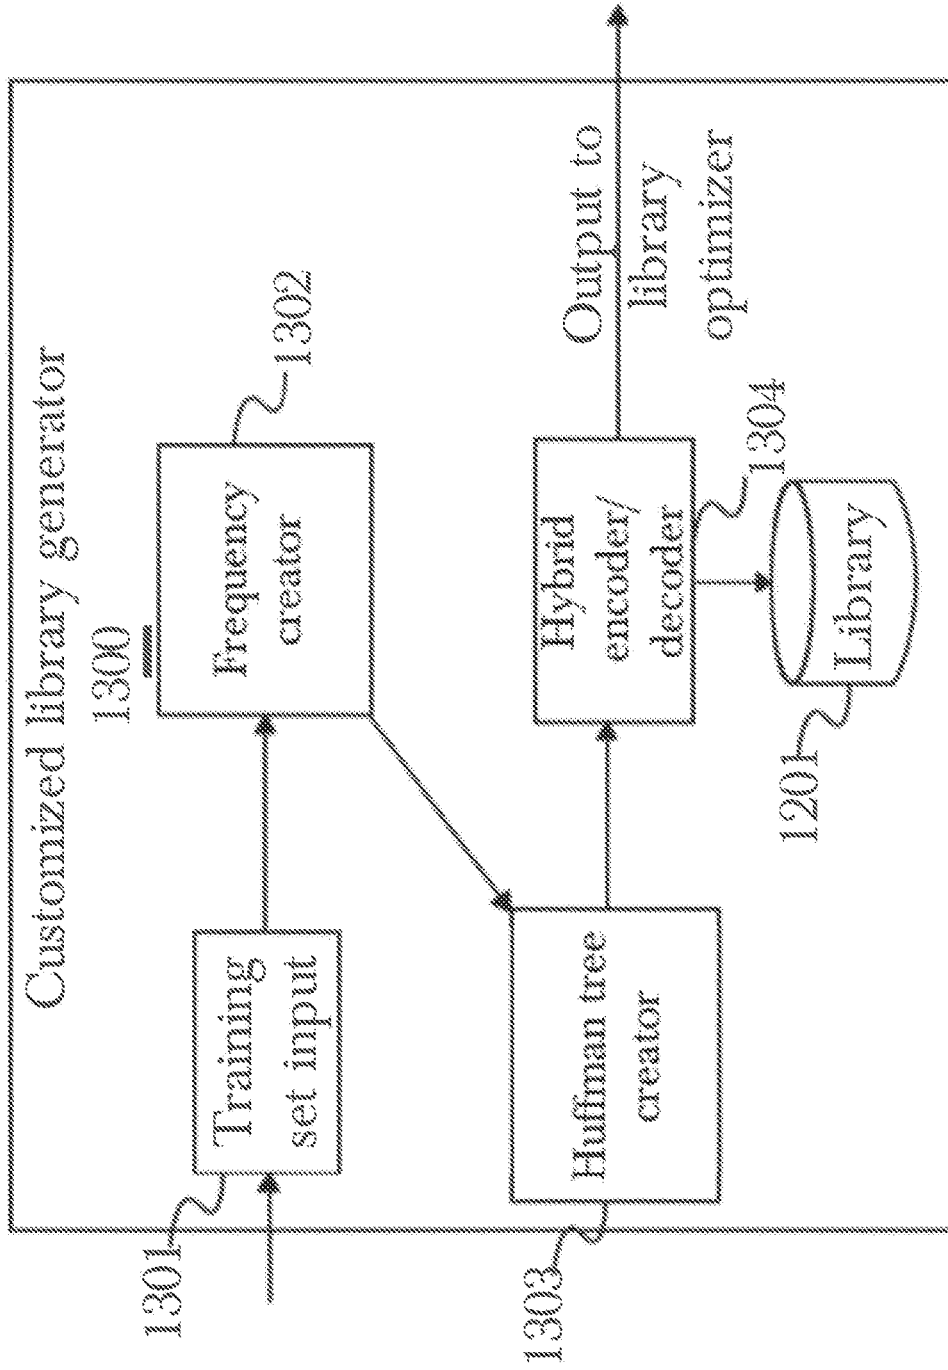 Customized library generator
1300
1301
Training
set input
Frequency
creator
1302
1303
Huffman tree
creator
Hybrid
encoder/
decoder
1304
Output to
library
optimizer
1201
Library